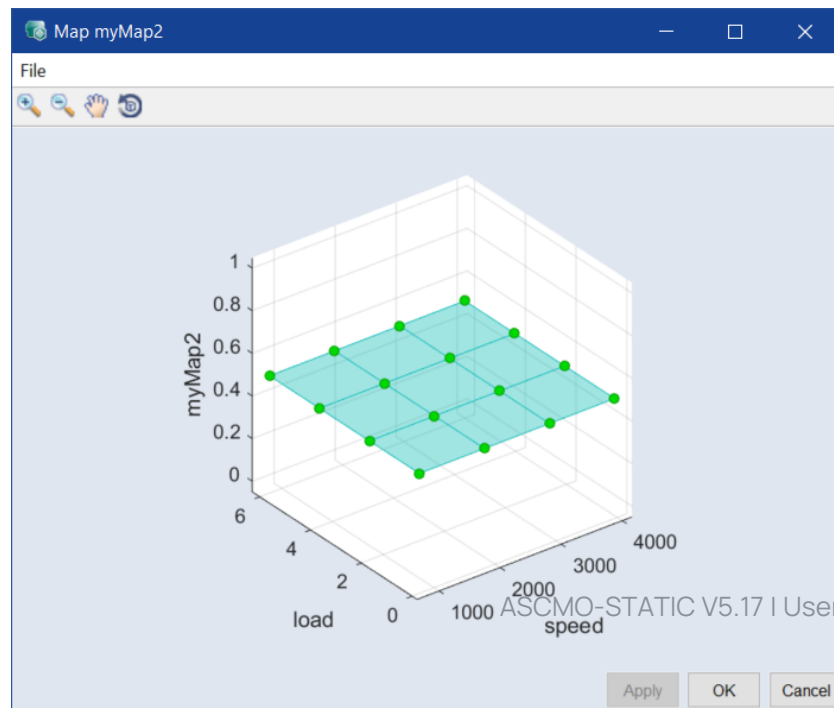 Map myMap2
File
1
0.8
0.6
0.4
0.2
0
myMap2
6
4
2
0
load
1000
2000
3000
4000
speed
ASCMO-STATIC V5.17 | User
Apply OK Cancel